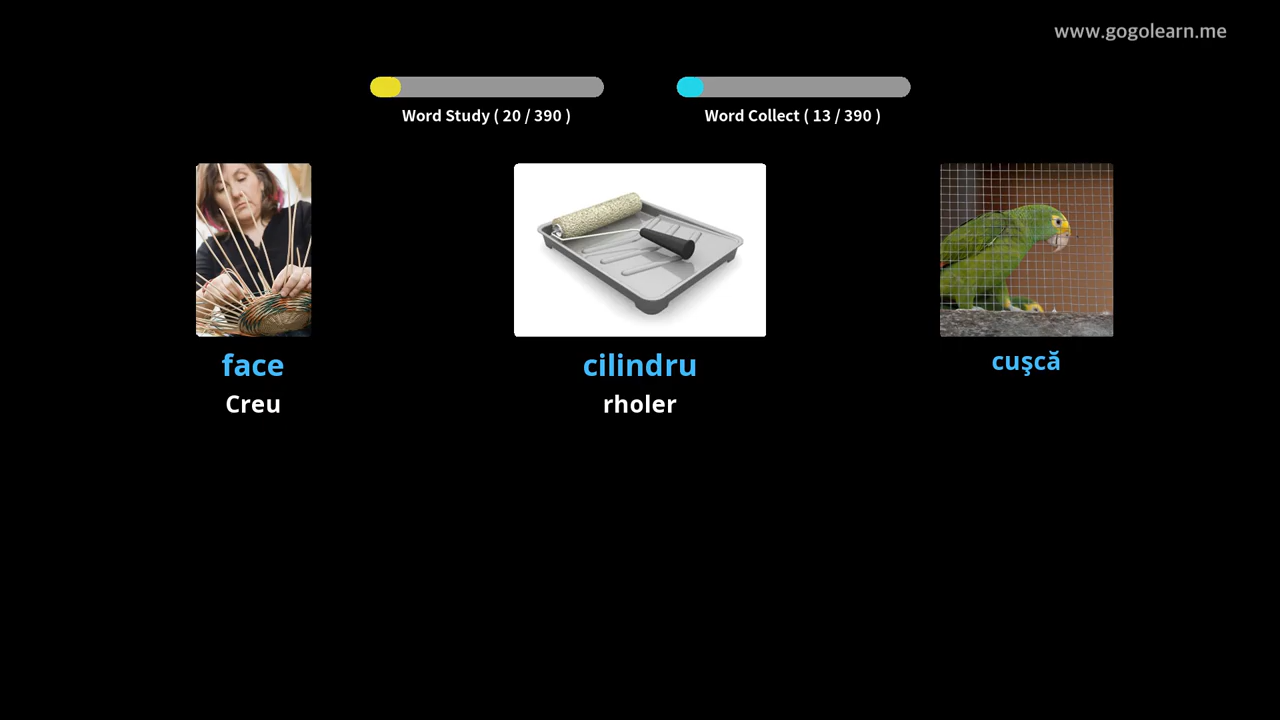 www.gogolearn.me
Word Study ( 20 / 390 )
Word Collect ( 13 / 390 )
face
Creu
cilindru
rholer
cuşcă